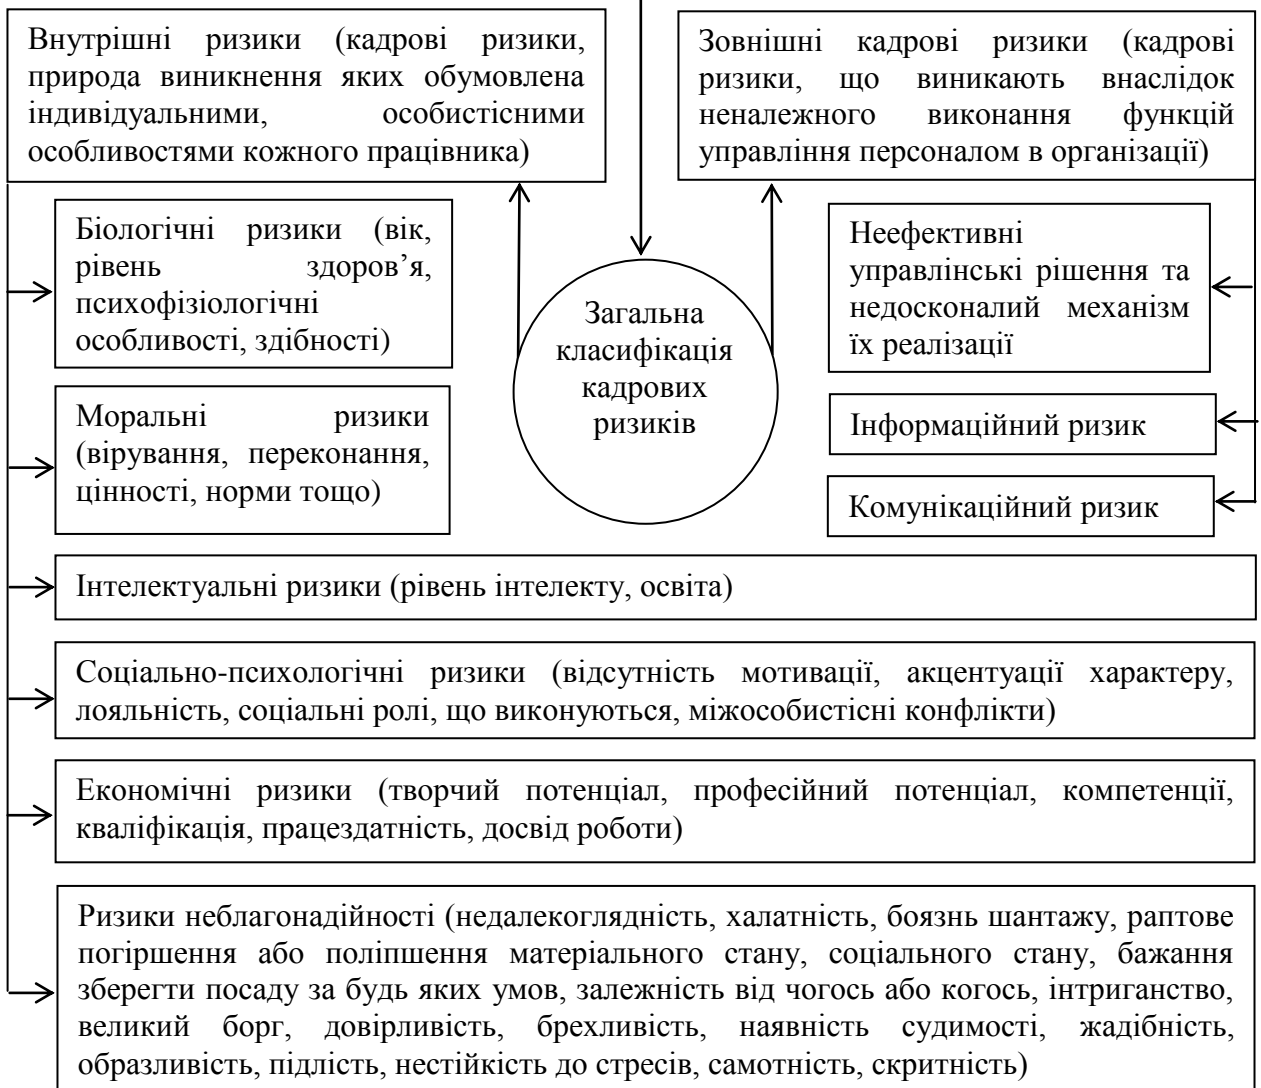 Внутрішні ризики (кадрові ризики,
природа виникнення яких обумовлена
індивідуальними, особистісними
особливостями кожного працівника)
Зовнішні кадрові ризики (кадрові
ризики, що виникають внаслідок
неналежного виконання функцій
управління персоналом в організації)
Біологічні ризики (вік,
рівень здоров’я,
психофізіологічні
особливості, здібності)
Моральні ризики
(вірування, переконання,
цінності, норми тощо)
Загальна
класифікація
кадрових
ризиків
Неефективні
управлінські рішення та
недосконалий механізм
їх реалізації
Інформаційний ризик
Комунікаційний ризик
Інтелектуальні ризики (рівень інтелекту, освіта)
Соціально-психологічні ризики (відсутність мотивації, акцентуації характеру,
лояльність, соціальні ролі, що виконуються, міжособистісні конфлікти)
Економічні ризики (творчий потенціал, професійний потенціал, компетенції,
кваліфікація, працездатність, досвід роботи)
Ризики неблагонадійності (недалекоглядність, халатність, боязнь шантажу, раптове
погіршення або поліпшення матеріального стану, соціального стану, бажання
зберегти посаду за будь яких умов, залежність від чогось або когось, інтриганство,
великий борг, довірливість, брехливість, наявність судимості, жадібність,
образливість, підлість, нестійкість до стресів, самотність, скритність)